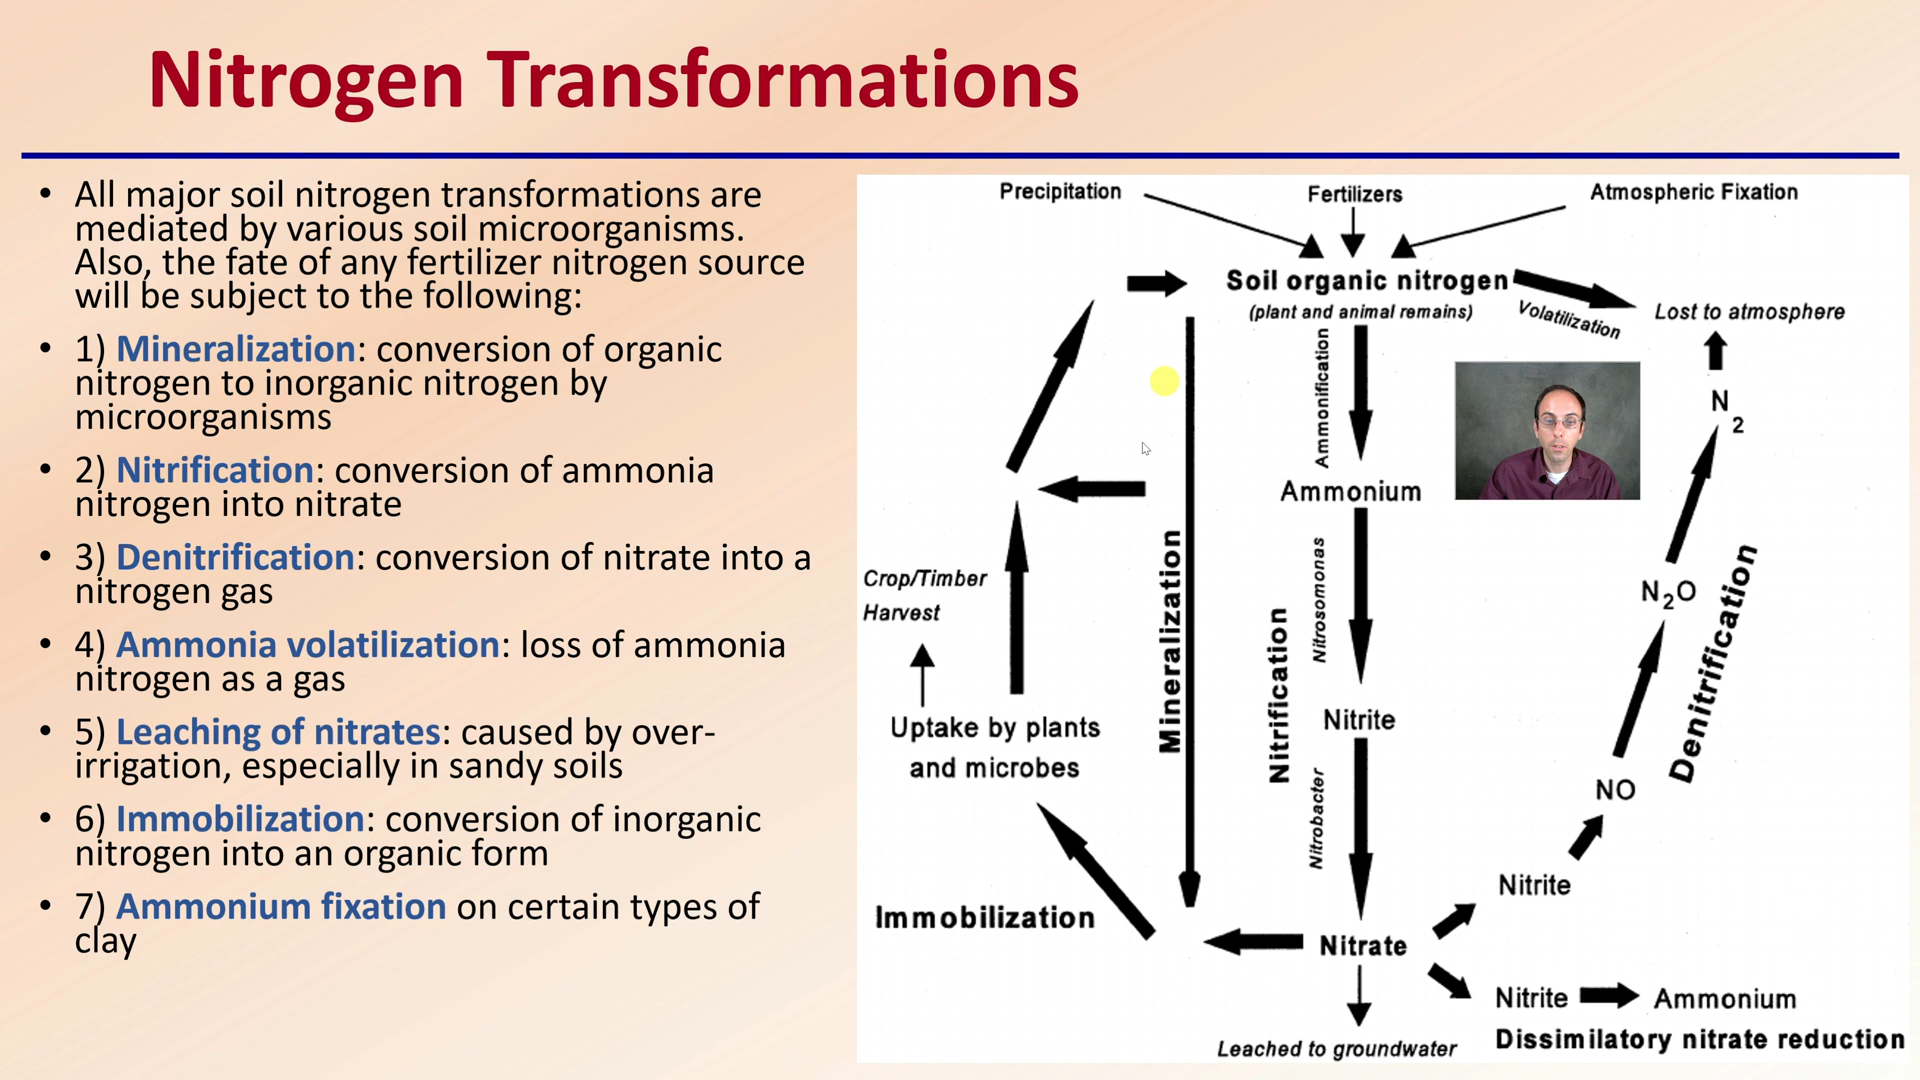 Nitrogen Transformations
• All major soil nitrogen transformations are
mediated by various soil microorganisms.
Also, the fate of any fertilizer nitrogen source
will be subject to the following:
• 1) Mineralization: conversion of organic
nitrogen to inorganic nitrogen by
microorganisms
• 2) Nitrification: conversion of ammonia
nitrogen into nitrate
• 3) Denitrification: conversion of nitrate into a
nitrogen gas
• 4) Ammonia volatilization: loss of ammonia
nitrogen as a gas
• 5) Leaching of nitrates: caused by over-
irrigation, especially in sandy soils
• 6) Immobilization: conversion of inorganic
nitrogen into an organic form
• 7) Ammonium fixation on certain types of
clay
Precipitation
Fertilizers
Atmospheric Fixation
Soil organic nitrogen
(plant and animal remains)
Volatilization
Lost to atmosphere
Ammonification
N2
Ammonium
Crop/Timber
Harvest
Mineralization
Nitrification
Nitrosomonas
N2O
Denitrification
Uptake by plants
and microbes
Nitrite
Nitrobacter
NO
Nitrite
Immobilization
Nitrate
Nitrite
Ammonium
Dissimilatory nitrate reduction
Leached to groundwater